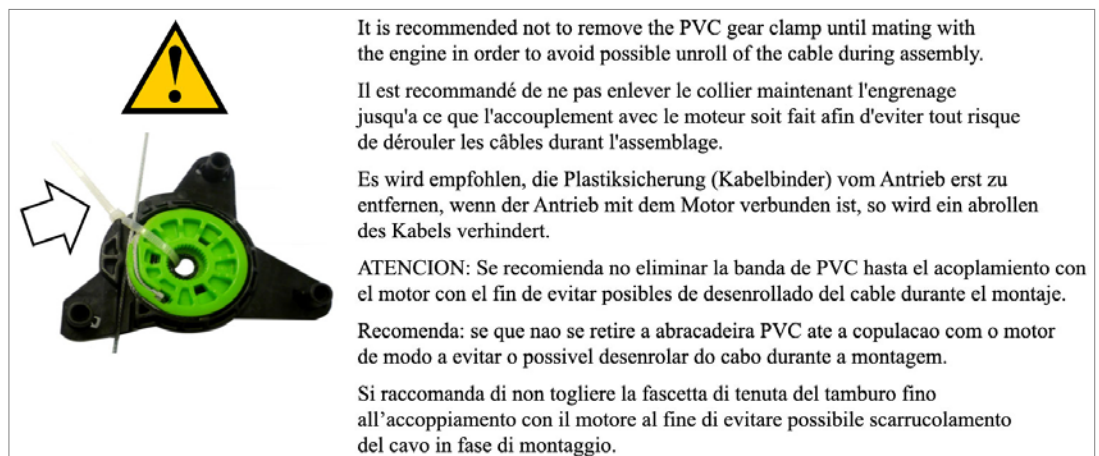 It is recommended not to remove the PVC gear clamp until mating with
the engine in order to avoid possible unroll of the cable during assembly.
Il est recommandé de ne pas enlever le collier maintenant l'engrenage
jusqu'a ce que l'accouplement avec le moteur soit fait afin d'eviter tout risque
de dérouler les câbles durant l'assemblage.
Es wird empfohlen, die Plastiksicherung (Kabelbinder) vom Antrieb erst zu
entfernen, wenn der Antrieb mit dem Motor verbunden ist, so wird ein abrollen
des Kabels verhindert.
ATENCION: Se recomienda no eliminar la banda de PVC hasta el acoplamiento con
el motor con el fin de evitar posibles de desenrollado del cable durante el montaje.
Recomenda: se que nao se retire a abracadeira PVC ate a copulacao com o motor
de modo a evitar o possivel desenrolar do cabo durante a montagem.
Si raccomanda di non togliere la fascetta di tenuta del tamburo fino
all’accoppiamento con il motore al fine di evitare possibile scarrucolamento
del cavo in fase di montaggio.